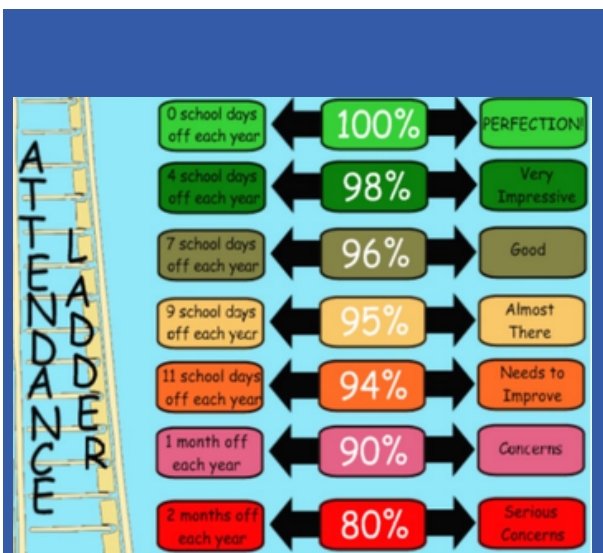 ATTENDANCE
LADDER
0 school days
off each year
100%
PERFECTION!
4 school days
off each year
98%
Very
Impressive
7 school days
off each year
96%
Good
9 school days
off each year
95%
Almost
There
11 school days
off each year
94%
Needs to
Improve
1 month off
each year
90%
Concerns
2 months off
each year
80%
Serious
Concerns